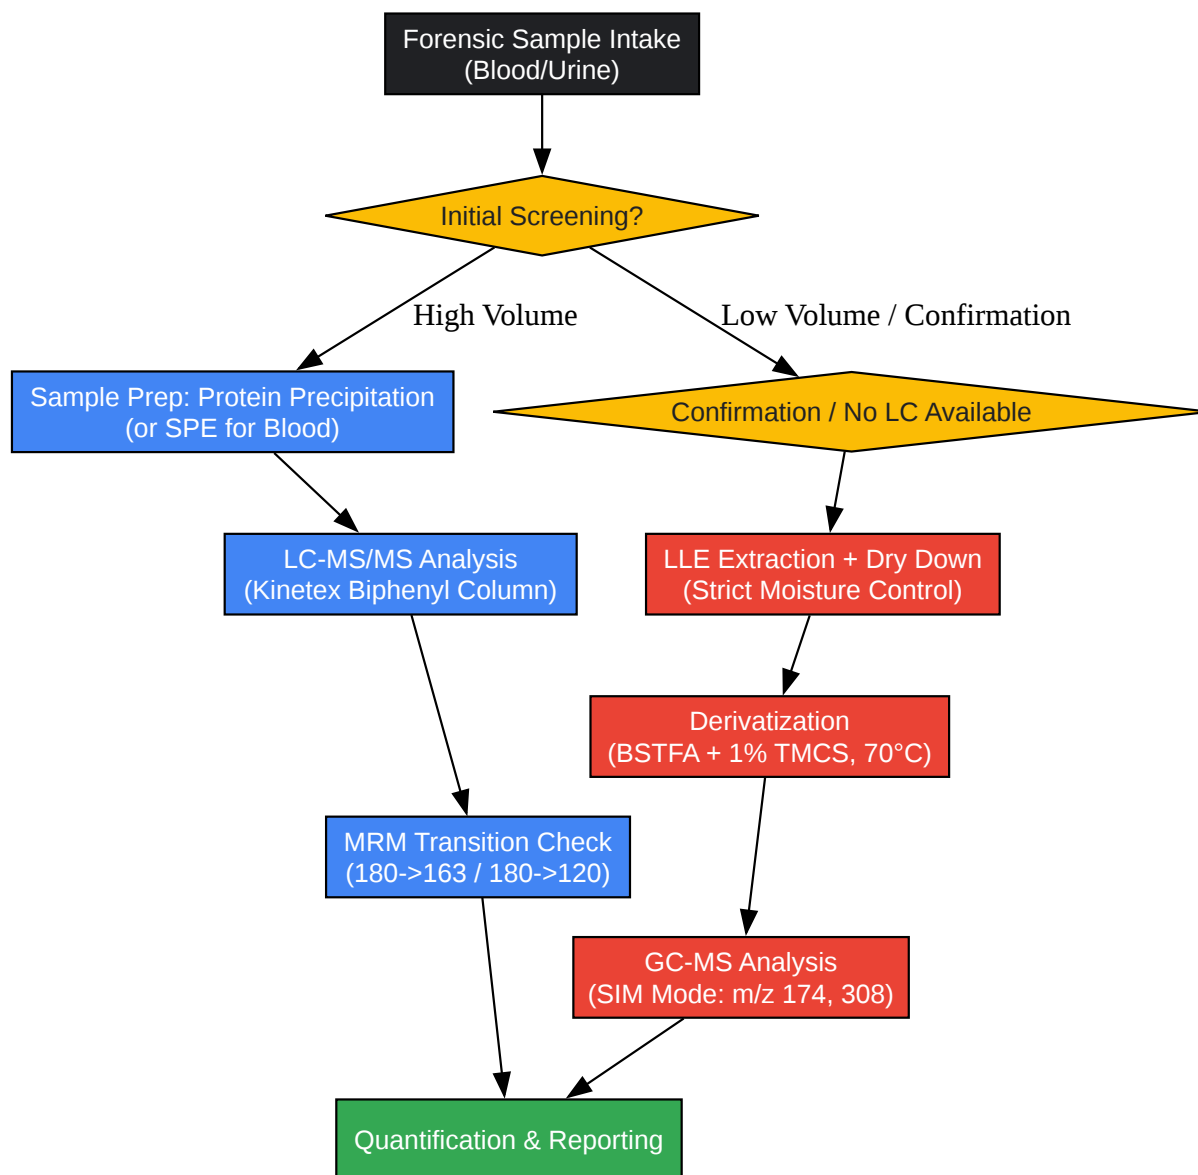 Forensic Sample Intake
(Blood/Urine)
Initial Screening?
High Volume
Low Volume / Confirmation
Sample Prep: Protein Precipitation
(or SPE for Blood)
Confirmation / No LC Available
LC-MS/MS Analysis
(Kinetex Biphenyl Column)
LLE Extraction + Dry Down
(Strict Moisture Control)
Derivatization
(BSTFA + 1% TMCS, 70°C)
MRM Transition Check
(180->163 / 180->120)
GC-MS Analysis
(SIM Mode: m/z 174, 308)
Quantification & Reporting